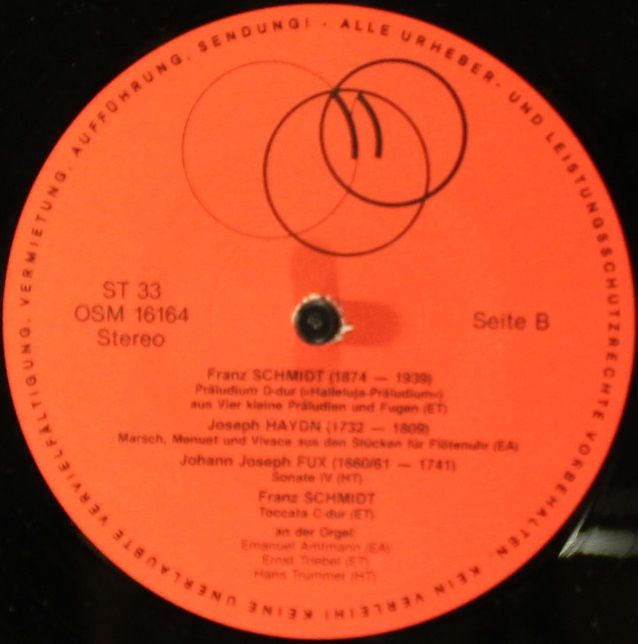 ALLE URHEBER- UND LEISTUNGSSCHUTZRECHTE VORBEHALTEN · KEIN VERLEIH! KEINE UNERLAUBTE VERVIELFÄLTIGUNG, VERMIETUNG, AUFFÜHRUNG, SENDUNG! ·
ST 33
OSM 16164
Stereo
Seite B
Franz SCHMIDT (1874 — 1939)
Präludium D-dur (»Halleluja-Präludium«)
aus Vier kleine Präludien und Fugen (ET)
Joseph HAYDN (1732 — 1809)
Marsch, Menuet und Vivace aus den Stücken für Flötenuhr (EA)
Johann Joseph FUX (1660/61 — 1741)
Sonate IV (HT)
Franz SCHMIDT
Toccata C-dur (ET)
an der Orgel:
Emanuel Amtmann (EA)
Ernst Triebel (ET)
Hans Trummer (HT)